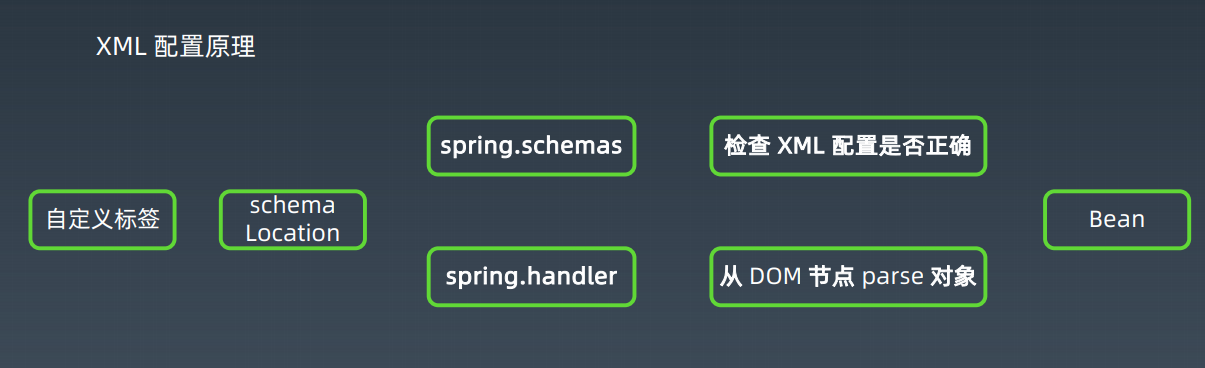 XML 配置原理
自定义标签
schema
Location
spring.schemas
检查 XML 配置是否正确
spring.handler
从 DOM 节点 parse 对象
Bean